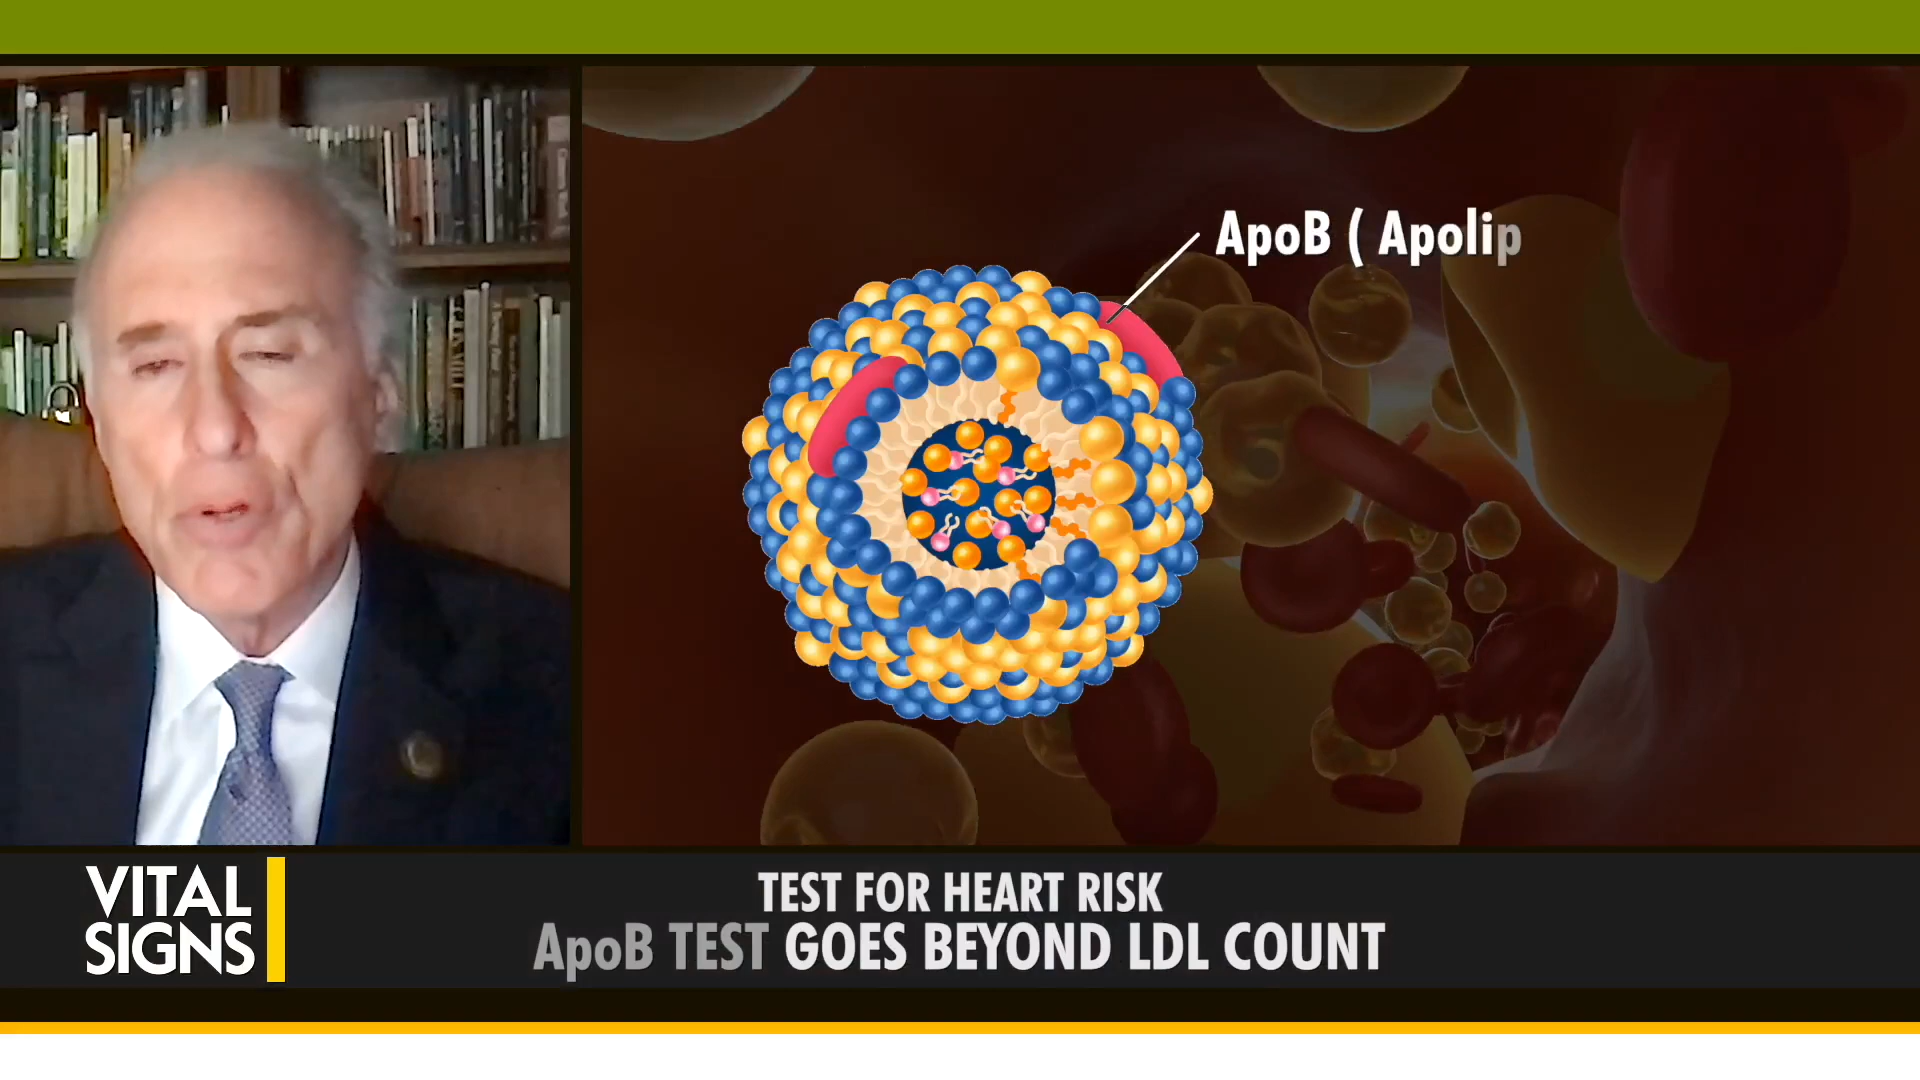 ApoB ( Apolip
VITAL
SIGNS
TEST FOR HEART RISK
ApoB TEST GOES BEYOND LDL COUNT